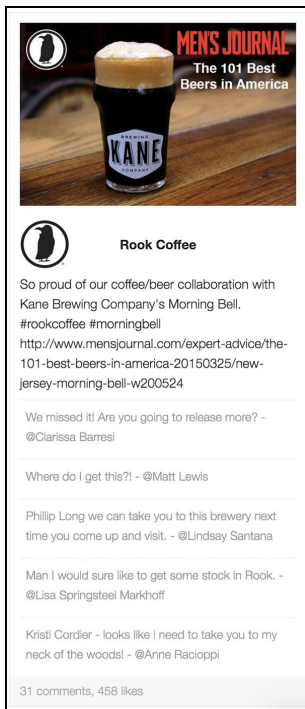 MEN'S JOURNAL
The 101 Best
Beers in America
BREWING
KANE
COMPANY
Rook Coffee
So proud of our coffee/beer collaboration with
Kane Brewing Company's Morning Bell.
#rookcoffee #morningbell
http://www.mensjournal.com/expert-advice/the-
101-best-beers-in-america-20150325/new-
jersey-morning-bell-w200524
We missed it! Are you going to release more? -
@Clarissa Barresi
Where do I get this?! - @Matt Lewis
Phillip Long we can take you to this brewery next
time you come up and visit. - @Lindsay Santana
Man I would sure like to get some stock in Rook. -
@Lisa Springsteel Markhoff
Kristi Cordier - looks like i need to take you to my
neck of the woods! - @Anne Racioppi
31 comments, 458 likes